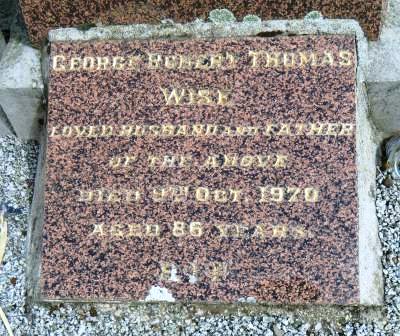 GEORGE ROBERT THOMAS
WISE
LOVED HUSBAND AND FATHER
OF THE ABOVE
DIED 9TH OCT. 1970
AGED 86 YEARS.
R.I.P.